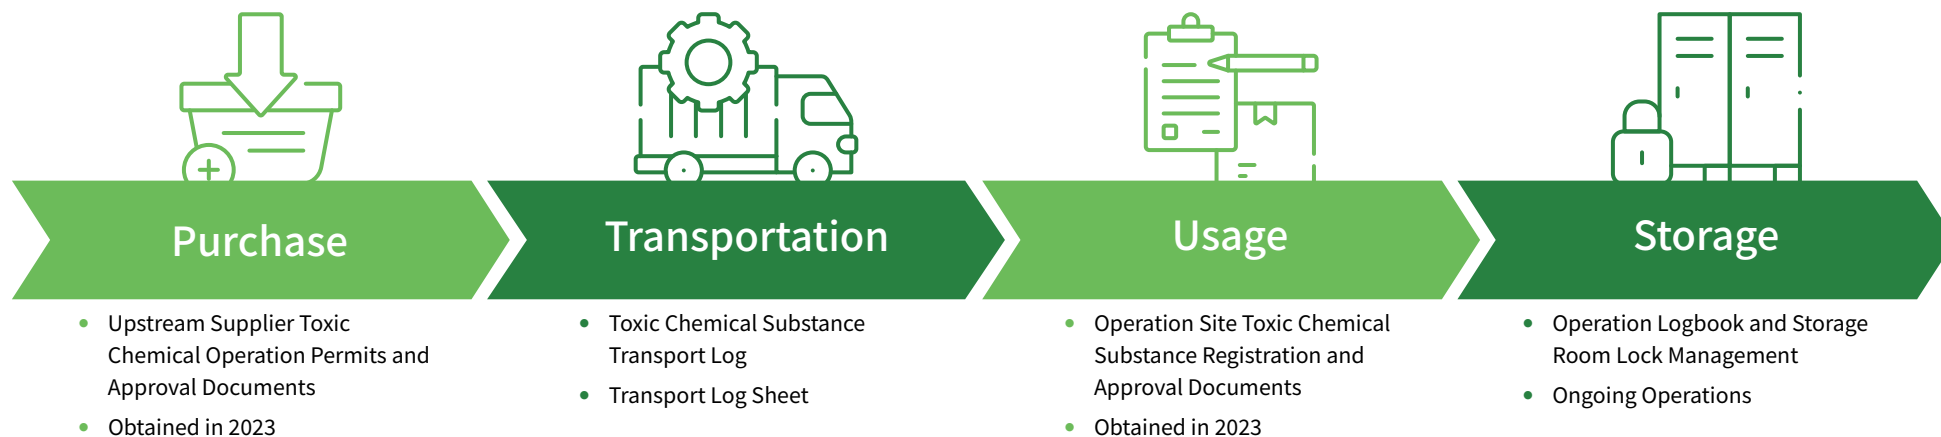 Purchase
Upstream Supplier Toxic
Chemical Operation Permits and
Approval Documents
Obtained in 2023
Transportation
Toxic Chemical Substance
Transport Log
Transport Log Sheet
Usage
Operation Site Toxic Chemical
Substance Registration and
Approval Documents
Obtained in 2023
Storage
Operation Logbook and Storage
Room Lock Management
Ongoing Operations